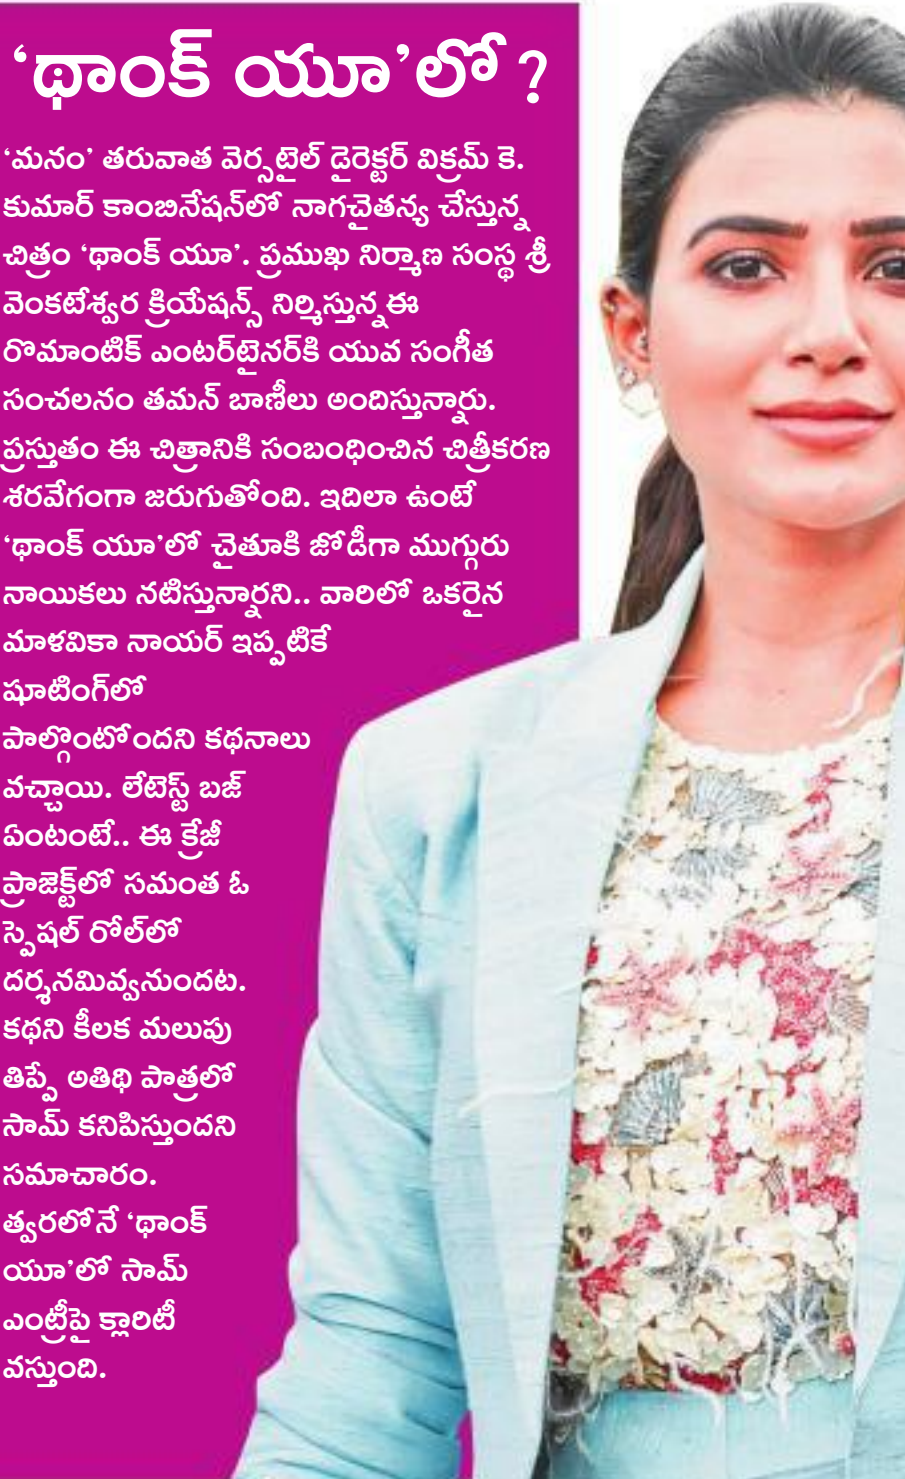 ‘థాంక్ యూ’లో ?
‘మనం’ తరువాత వెర్సటైల్ డైరెక్టర్ విక్రమ్ కె.
కుమార్ కాంబినేషన్‌లో నాగచైతన్య చేస్తున్న
చిత్రం ‘థాంక్ యూ’. ప్రముఖ నిర్మాణ సంస్థ శ్రీ
వెంకటేశ్వర క్రియేషన్స్ నిర్మిస్తున్నఈ
రొమాంటిక్ ఎంటర్‌టైనర్‌కి యువ సంగీత
సంచలనం తమన్ బాణీలు అందిస్తున్నారు.
ప్రస్తుతం ఈ చిత్రానికి సంబంధించిన చిత్రీకరణ
శరవేగంగా జరుగుతోంది. ఇదిలా ఉంటే
‘థాంక్ యూ’లో చైతూకి జోడీగా ముగ్గురు
నాయికలు నటిస్తున్నారని.. వారిలో ఒకరైన
మాళవికా నాయర్ ఇప్పటికే
షూటింగ్‌లో
పాల్గొంటోందని కథనాలు
వచ్చాయి. లేటెస్ట్ బజ్
ఏంటంటే.. ఈ క్రేజీ
ప్రాజెక్ట్‌లో సమంత ఓ
స్పెషల్ రోల్‌లో
దర్శనమివ్వనుందట.
కథని కీలక మలుపు
తిప్పే అతిథి పాత్రలో
సామ్ కనిపిస్తుందని
సమాచారం.
త్వరలోనే ‘థాంక్
యూ’లో సామ్
ఎంట్రీపై క్లారిటీ
వస్తుంది.